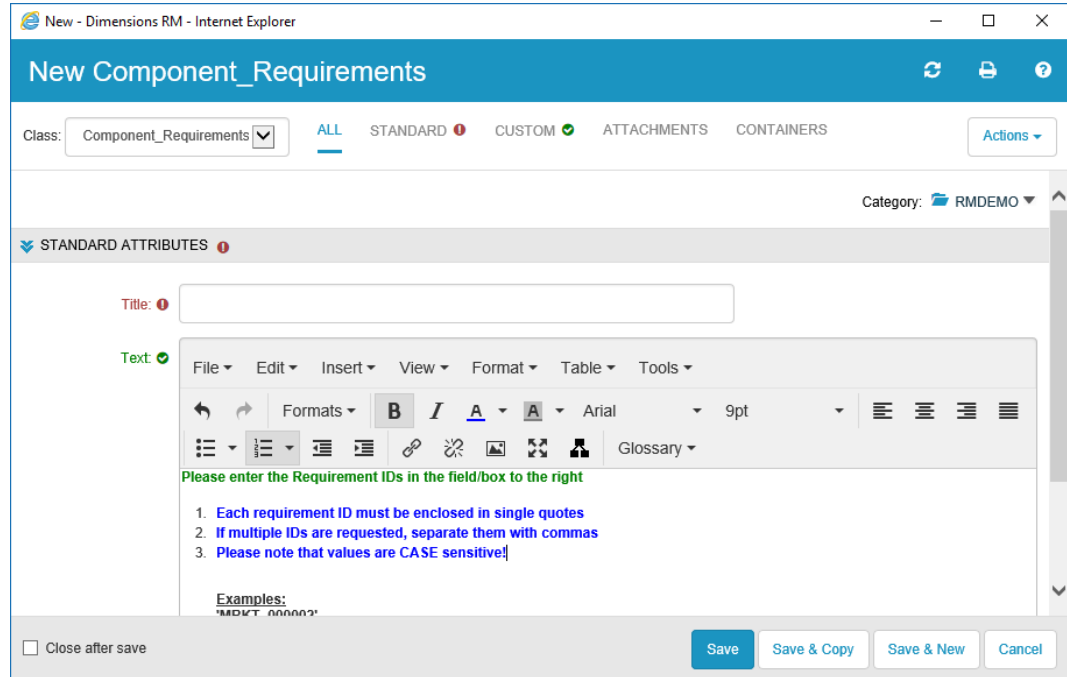 New - Dimensions RM - Internet Explorer
New Component_Requirements
Class: Component_Requirements ALL STANDARD CUSTOM ATTACHMENTS CONTAINERS Actions
Category: RMDEMO
STANDARD ATTRIBUTES
Title:
Text:
File Edit Insert View Format Table Tools
Formats B I A A Arial 9pt
Glossary
Please enter the Requirement IDs in the field/box to the right
1. Each requirement ID must be enclosed in single quotes
2. If multiple IDs are requested, separate them with commas
3. Please note that values are CASE sensitive!
Examples:
'MRKT_000002'
Close after save Save Save & Copy Save & New Cancel